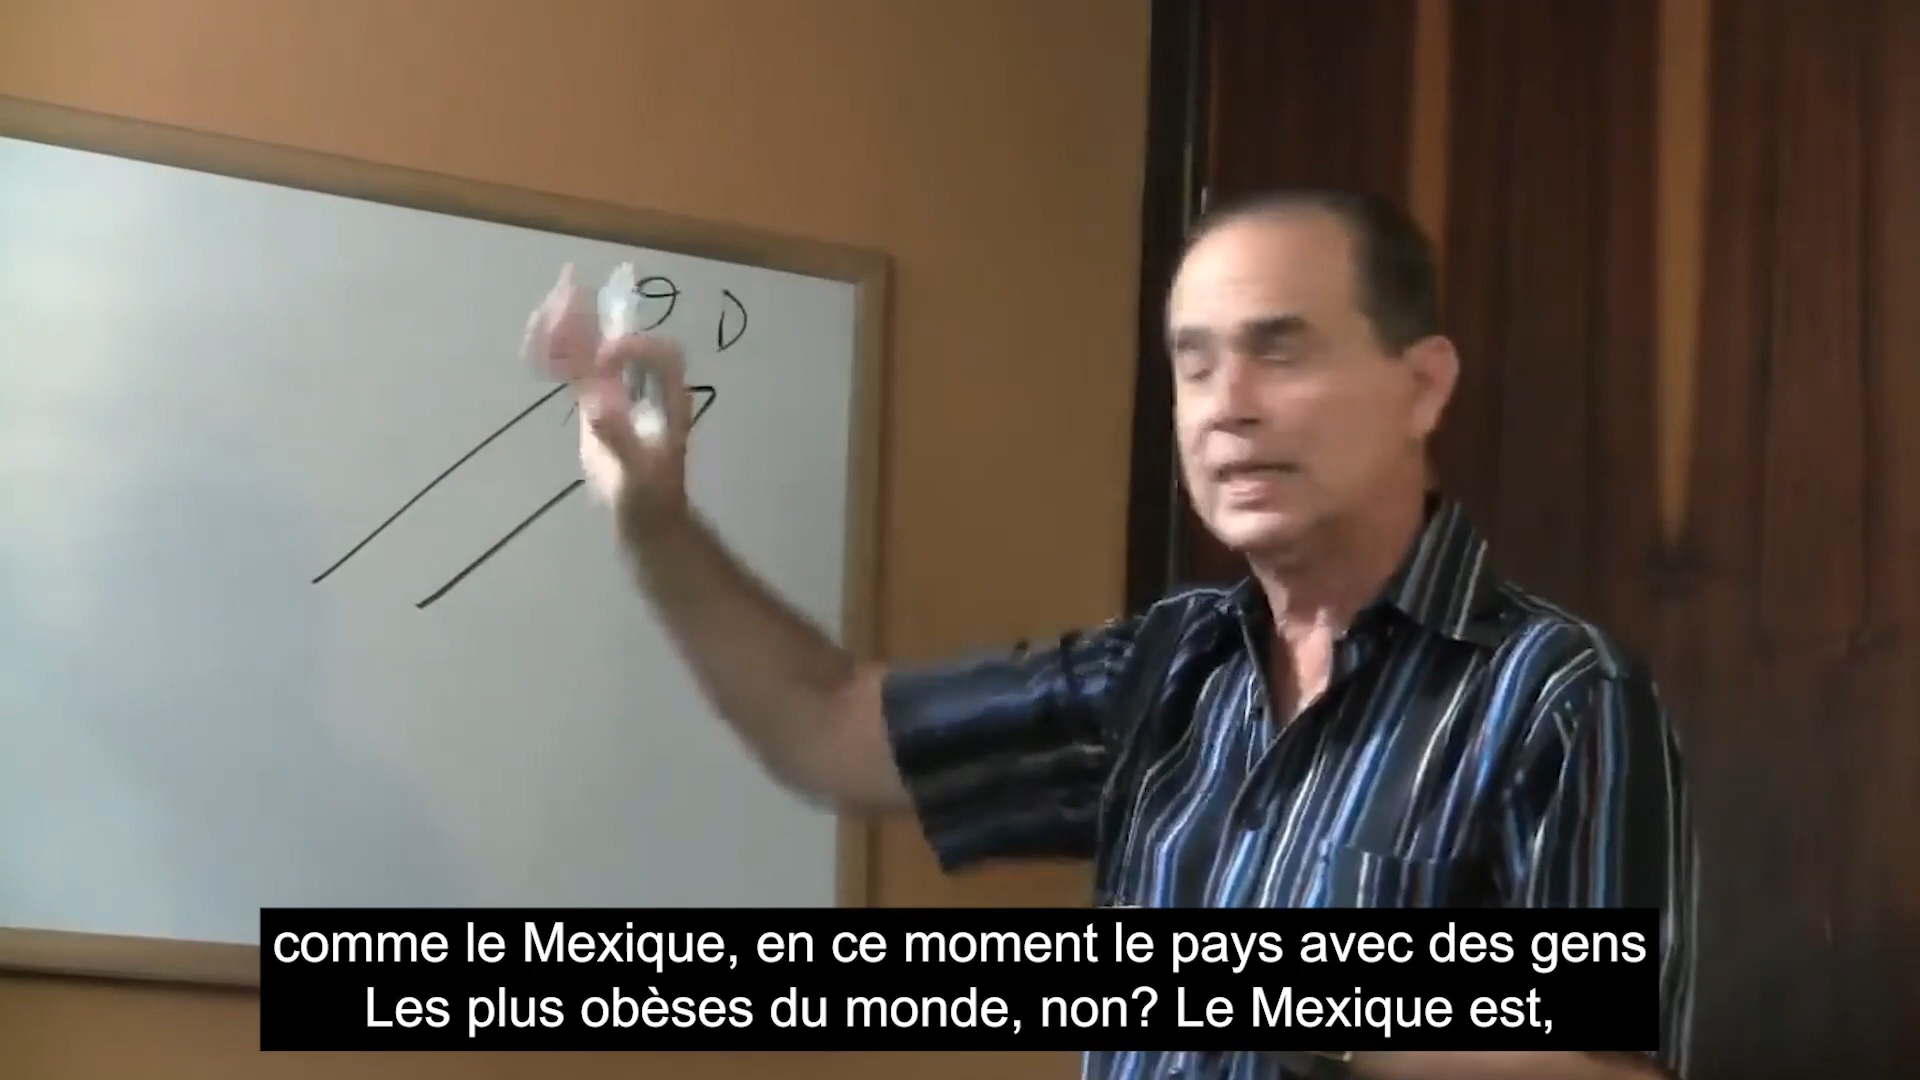 D
comme le Mexique, en ce moment le pays avec des gens
Les plus obèses du monde, non? Le Mexique est,